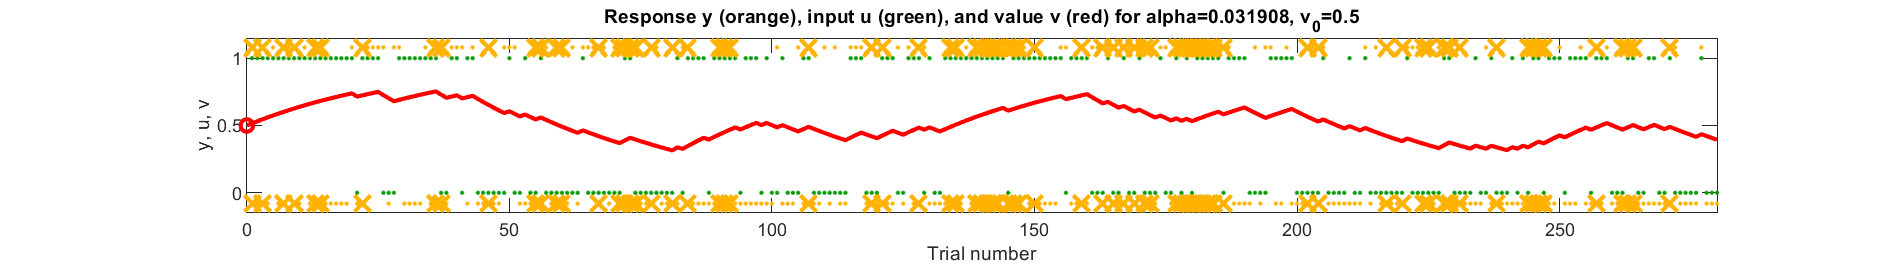 Response y (orange), input u (green), and value v (red) for alpha=0.031908, v0=0.5
y, u, v
1
0.5
0
0 50 100 150 200 250
Trial number